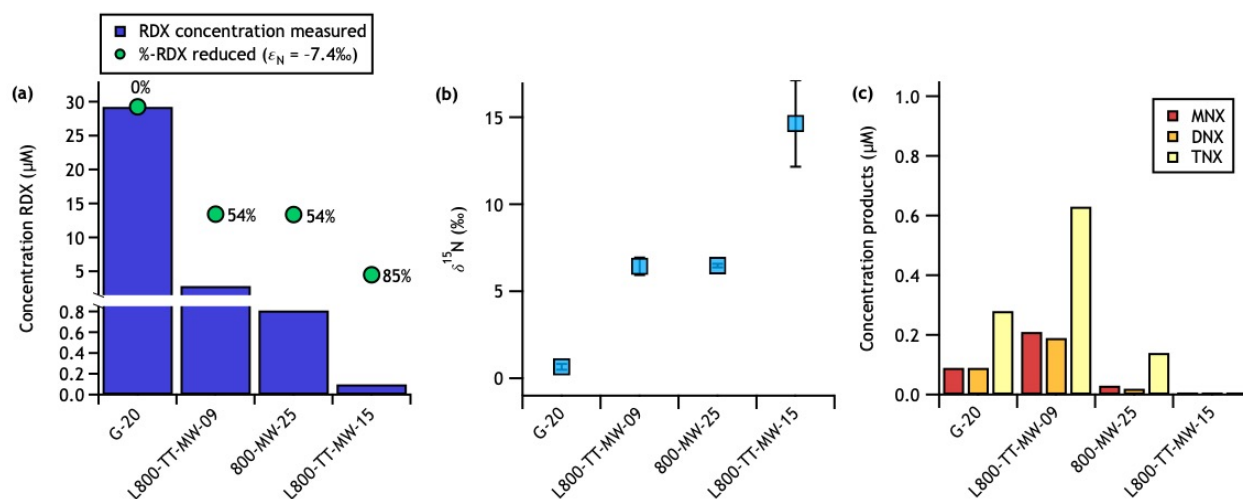 RDX concentration measured
%-RDX reduced (εN = -7.4‰)
(a)
0%
54%
54%
85%
Concentration RDX (μM)
30
25
20
15
10
5
0.8
0.6
0.4
0.2
0.0
G-20
L800-TT-MW-09
800-MW-25
L800-TT-MW-15
(b)
δ15N (‰)
15
10
5
0
G-20
L800-TT-MW-09
800-MW-25
L800-TT-MW-15
(c)
MNX
DNX
TNX
Concentration products (μM)
1.0
0.8
0.6
0.4
0.2
0.0
G-20
L800-TT-MW-09
800-MW-25
L800-TT-MW-15